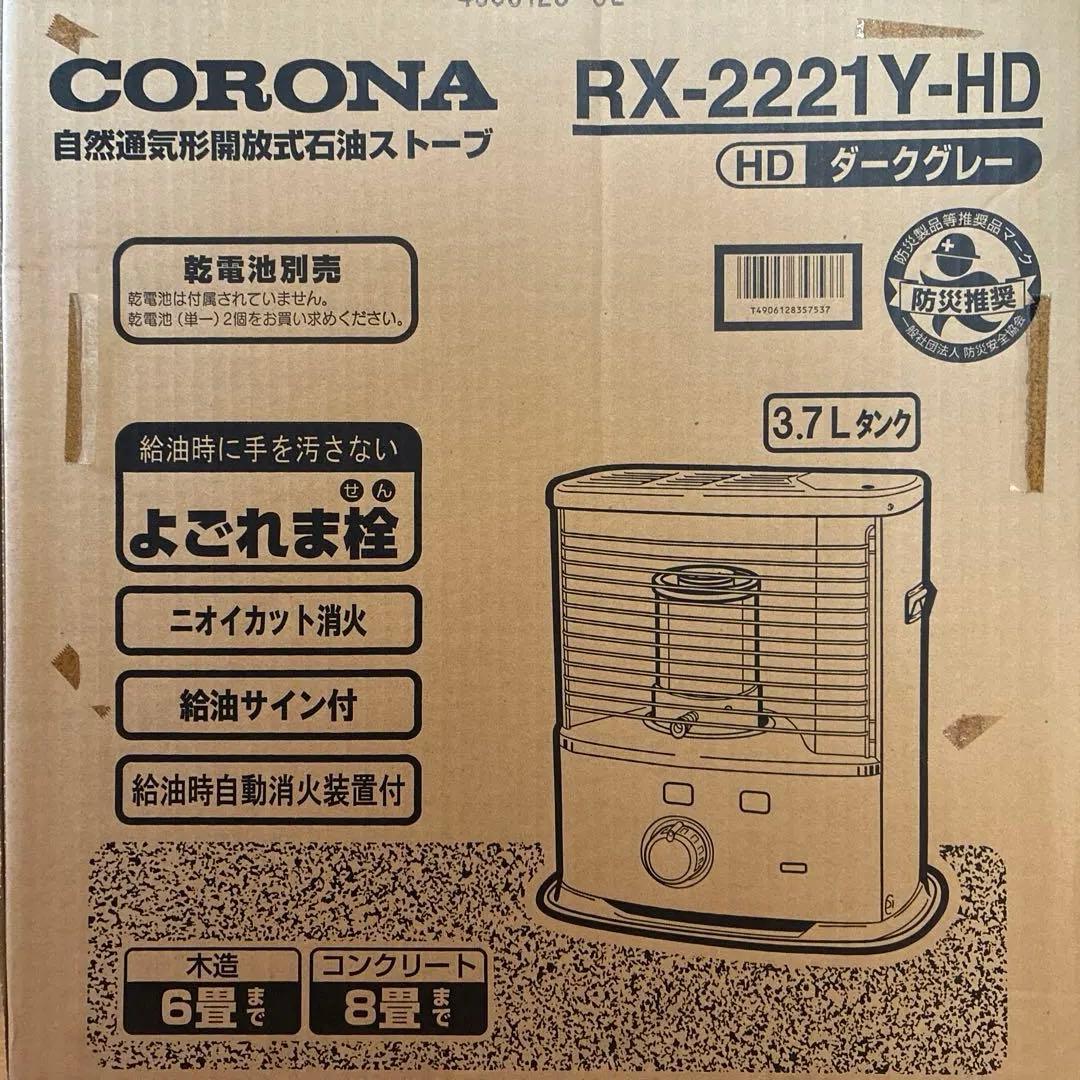 CORONA
自然通気形開放式石油ストーブ
RX-2221Y-HD
HD ダークグレー
乾電池別売
乾電池は付属されていません。
乾電池(単一)2個をお買い求めください。
T4906128357537
防災製品等推奨品マーク
防災推奨
一般社団法人 防災安全協会
3.7Lタンク
給油時に手を汚さない
せん
よごれま栓
ニオイカット消火
給油サイン付
給油時自動消火装置付
木造
6畳まで
コンクリート
8畳まで